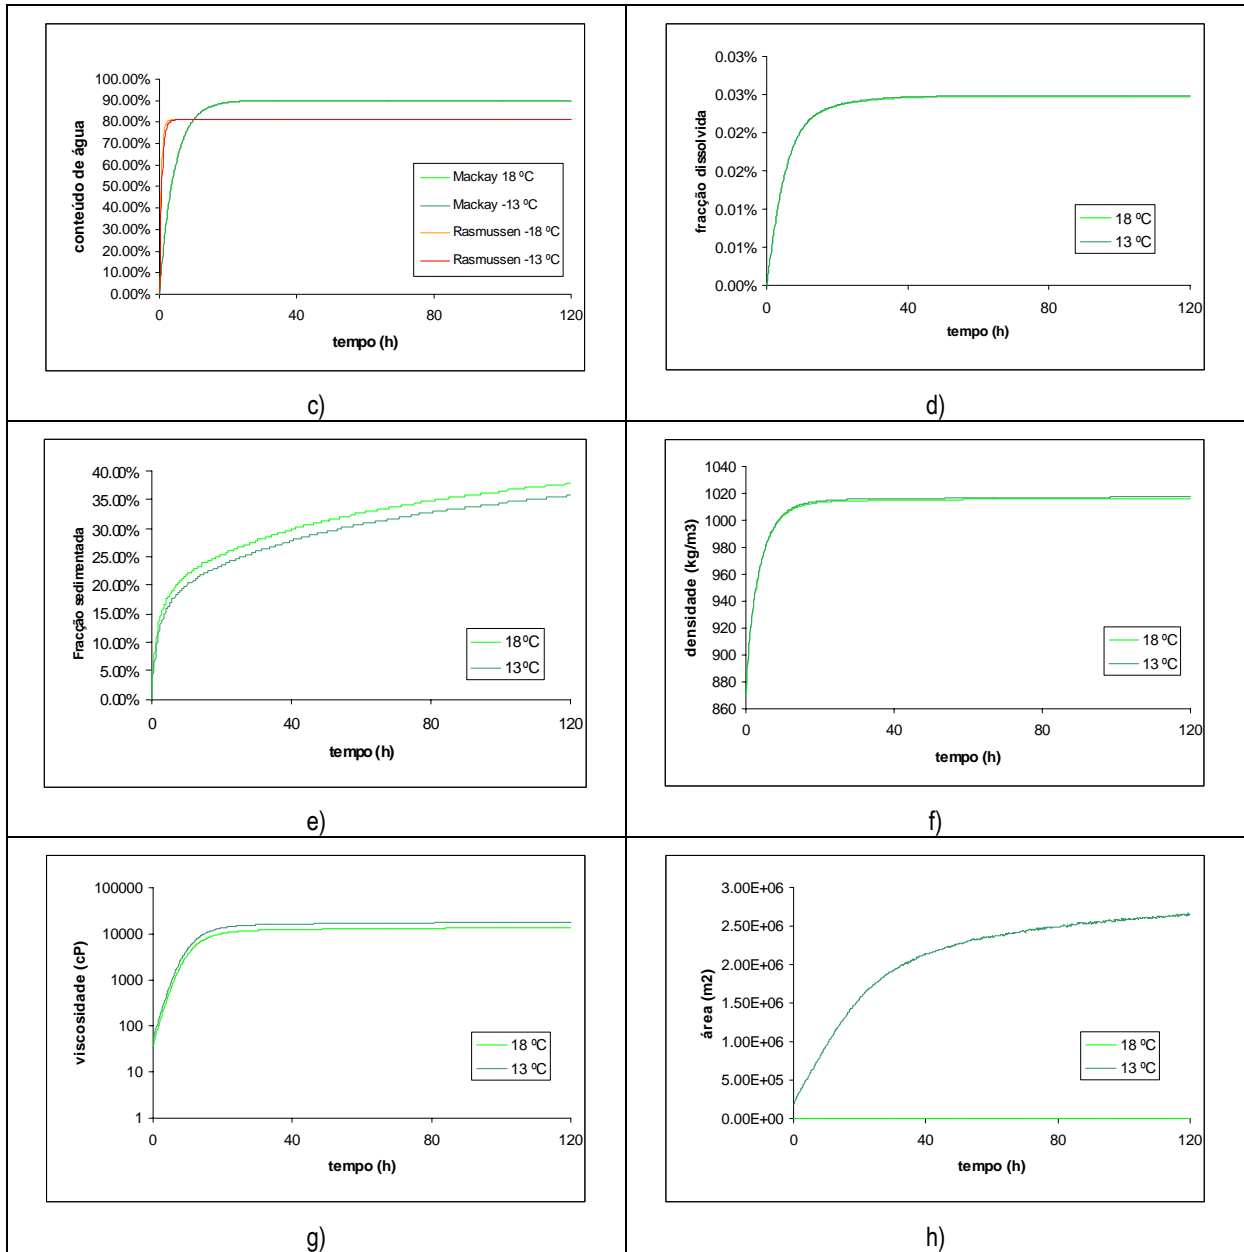 100.00%
90.00%
80.00%
70.00%
60.00%
50.00%
40.00%
30.00%
20.00%
10.00%
0.00%
conteúdo de água
Mackay 18 ºC
Mackay -13 ºC
Rasmussen -18 ºC
Rasmussen -13 ºC
0 40 80 120
tempo (h)
c)
0.03%
0.03%
0.02%
0.02%
0.01%
0.01%
0.00%
fracção dissolvida
18 ºC
13 ºC
0 40 80 120
tempo (h)
d)
40.00%
35.00%
30.00%
25.00%
20.00%
15.00%
10.00%
5.00%
0.00%
Fracção sedimentada
18ºC
13ºC
0 40 80 120
tempo (h)
e)
1040
1020
1000
980
960
940
920
900
880
860
densidade (kg/m3)
18 ºC
13 ºC
0 40 80 120
tempo (h)
f)
100000
10000
1000
100
10
1
viscosidade (cP)
18 ºC
13 ºC
0 40 80 120
tempo (h)
g)
3.00E+06
2.50E+06
2.00E+06
1.50E+06
1.00E+06
5.00E+05
0.00E+00
área (m2)
18 ºC
13 ºC
0 40 80 120
tempo (h)
h)